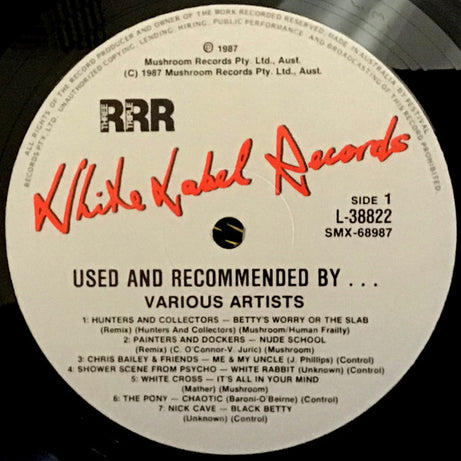 ALL RIGHTS OF THE RECORD PRODUCER AND OWNER OF THE WORK RECORDED RESERVED. MADE IN AUSTRALIA BY FESTIVAL
RECORDS PTY. LTD. UNAUTHORIZED COPYING; LENDING; HIRING; PUBLIC PERFORMANCE AND BROADCASTING OF THIS RECORD PROHIBITED.
℗ 1987
Mushroom Records Pty. Ltd., Aust.
(C) 1987 Mushroom Records Pty. Ltd., Aust.
THREE TRIPLE RRR
White Label Records
SIDE 1
L-38822
SMX-68987
USED AND RECOMMENDED BY . . .
VARIOUS ARTISTS
1: HUNTERS AND COLLECTORS — BETTY'S WORRY OR THE SLAB
(Remix) (Hunters And Collectors) (Mushroom/Human Frailty)
2: PAINTERS AND DOCKERS — NUDE SCHOOL
(Remix) (C. O'Connor-V. Juric) (Mushroom)
3: CHRIS BAILEY & FRIENDS — ME & MY UNCLE (J. Phillips) (Control)
4: SHOWER SCENE FROM PSYCHO — WHITE RABBIT (Unknown) (Control)
5: WHITE CROSS — IT'S ALL IN YOUR MIND
(Mather) (Mushroom)
6: THE PONY — CHAOTIC (Baroni-O'Beirne) (Control)
7: NICK CAVE — BLACK BETTY
(Unknown) (Control)